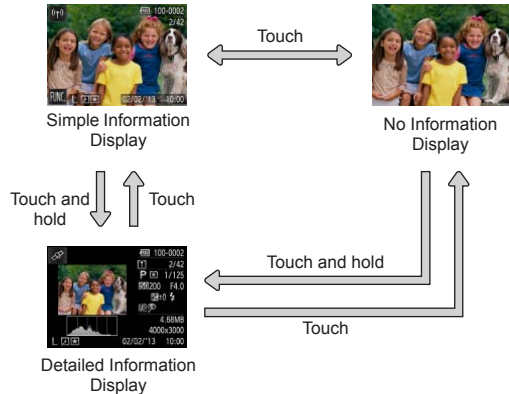 100-0002
2/42
FUNC.
L
02/02/'13 10:00
Touch
Simple Information
Display
No Information
Display
Touch and
hold
Touch
100-0002
2/42
P 1/125
200 F4.0
±0
4.68MB
4000x3000
L 02/02/'13 10:00
Touch and hold
Touch
Detailed Information
Display